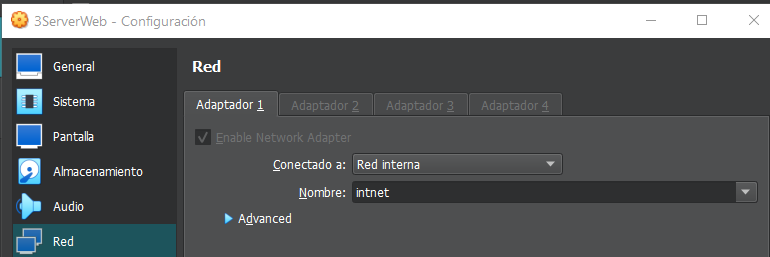 3ServerWeb - Configuración
General
Sistema
Pantalla
Almacenamiento
Audio
Red
Red
Adaptador 1 Adaptador 2 Adaptador 3 Adaptador 4
Enable Network Adapter
Conectado a: Red interna
Nombre: intnet
Advanced